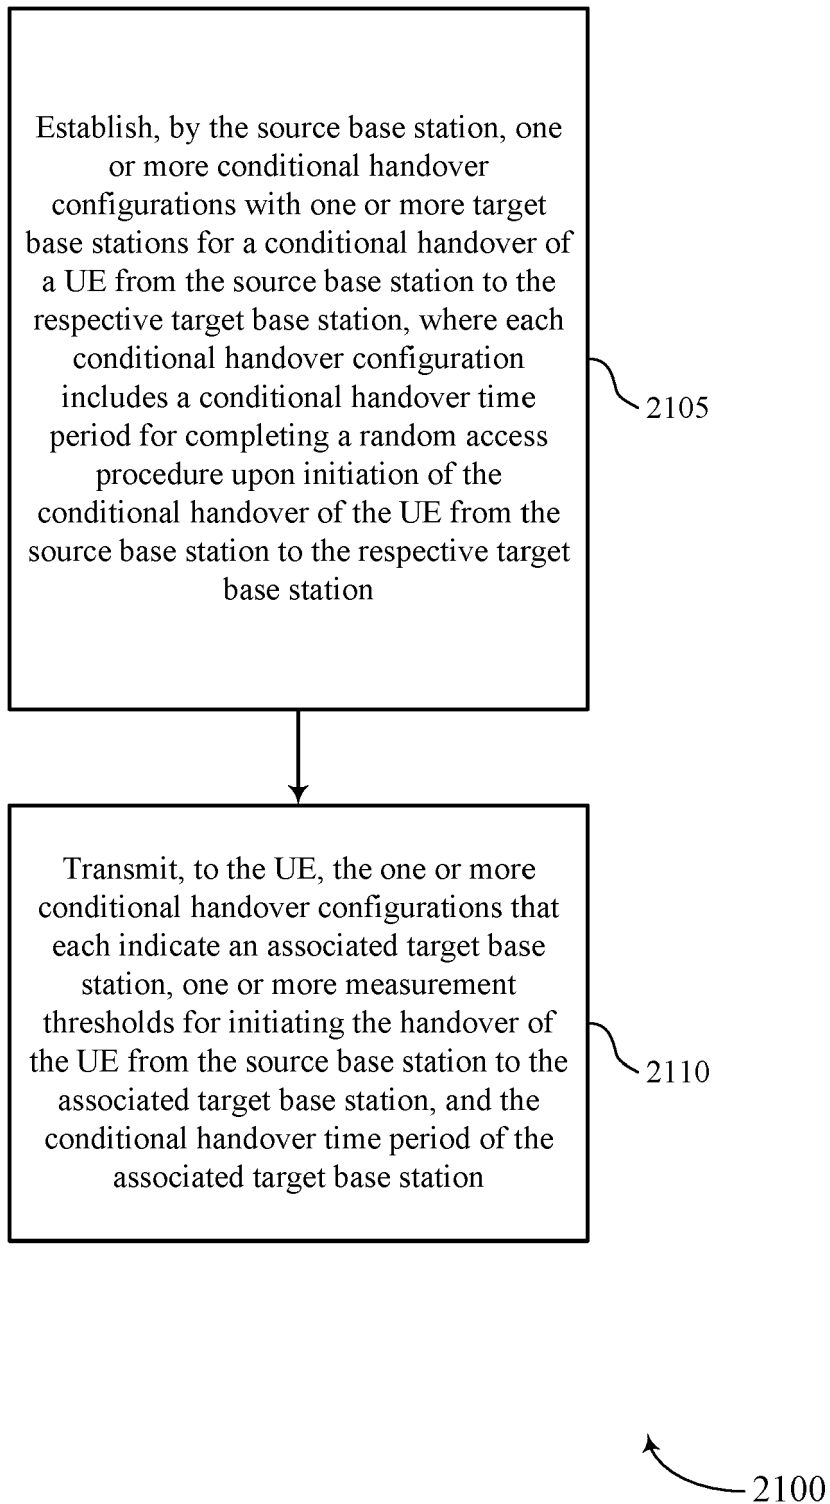 Establish, by the source base station, one
or more conditional handover
configurations with one or more target
base stations for a conditional handover of
a UE from the source base station to the
respective target base station, where each
conditional handover configuration
includes a conditional handover time
period for completing a random access
procedure upon initiation of the
conditional handover of the UE from the
source base station to the respective target
base station
2105
Transmit, to the UE, the one or more
conditional handover configurations that
each indicate an associated target base
station, one or more measurement
thresholds for initiating the handover of
the UE from the source base station to the
associated target base station, and the
conditional handover time period of the
associated target base station
2110
2100